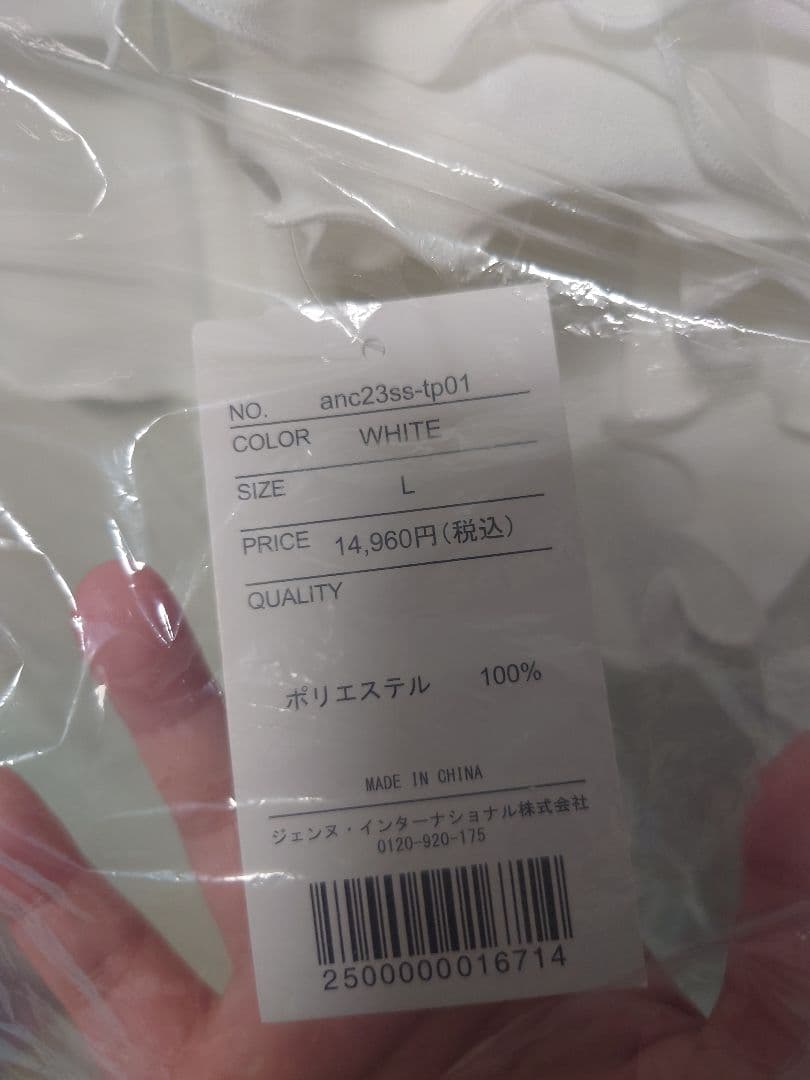 NO. anc23ss-tp01
COLOR WHITE
SIZE L
PRICE 14,960円(税込)
QUALITY
ポリエステル 100%
MADE IN CHINA
ジェンヌ・インターナショナル株式会社
0120-920-175
2500000016714